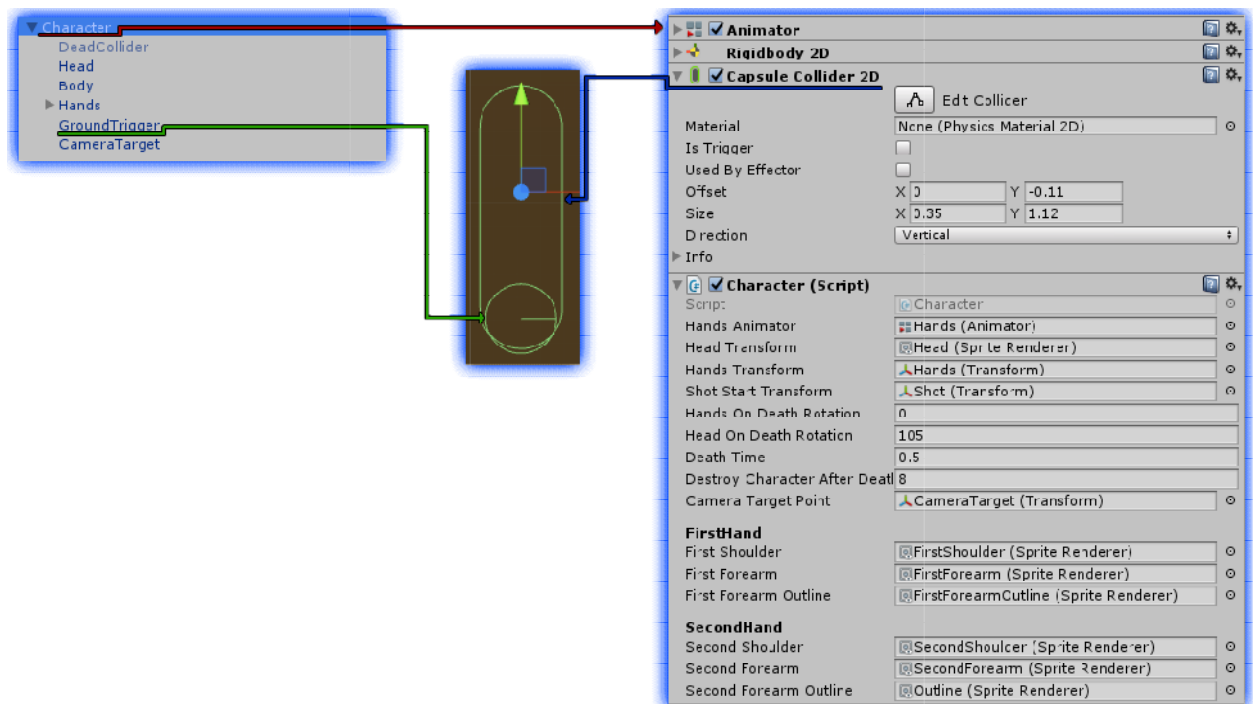 Character
DeadCollider
Head
Body
Hands
GroundTrigger
CameraTarget
Animator
Rigidbody 2D
Capsule Collider 2D
Edit Collider
Material None (Physics Material 2D)
Is Trigger
Used By Effector
Offset X 0 Y -0.11
Size X 0.35 Y 1.12
Direction Vertical
Info
Character (Script)
Script Character
Hands Animator Hands (Animator)
Head Transform Head (Sprite Renderer)
Hands Transform Hands (Transform)
Shot Start Transform Shot (Transform)
Hands On Death Rotation 0
Head On Death Rotation 105
Death Time 0.5
Destroy Character After Deatl 8
Camera Target Point CameraTarget (Transform)
FirstHand
First Shoulder FirstShoulder (Sprite Renderer)
First Forearm FirstForearm (Sprite Renderer)
First Forearm Outline FirstForearmOutline (Sprite Renderer)
SecondHand
Second Shoulder SecondShoulder (Sprite Renderer)
Second Forearm SecondForearm (Sprite Renderer)
Second Forearm Outline Outline (Sprite Renderer)